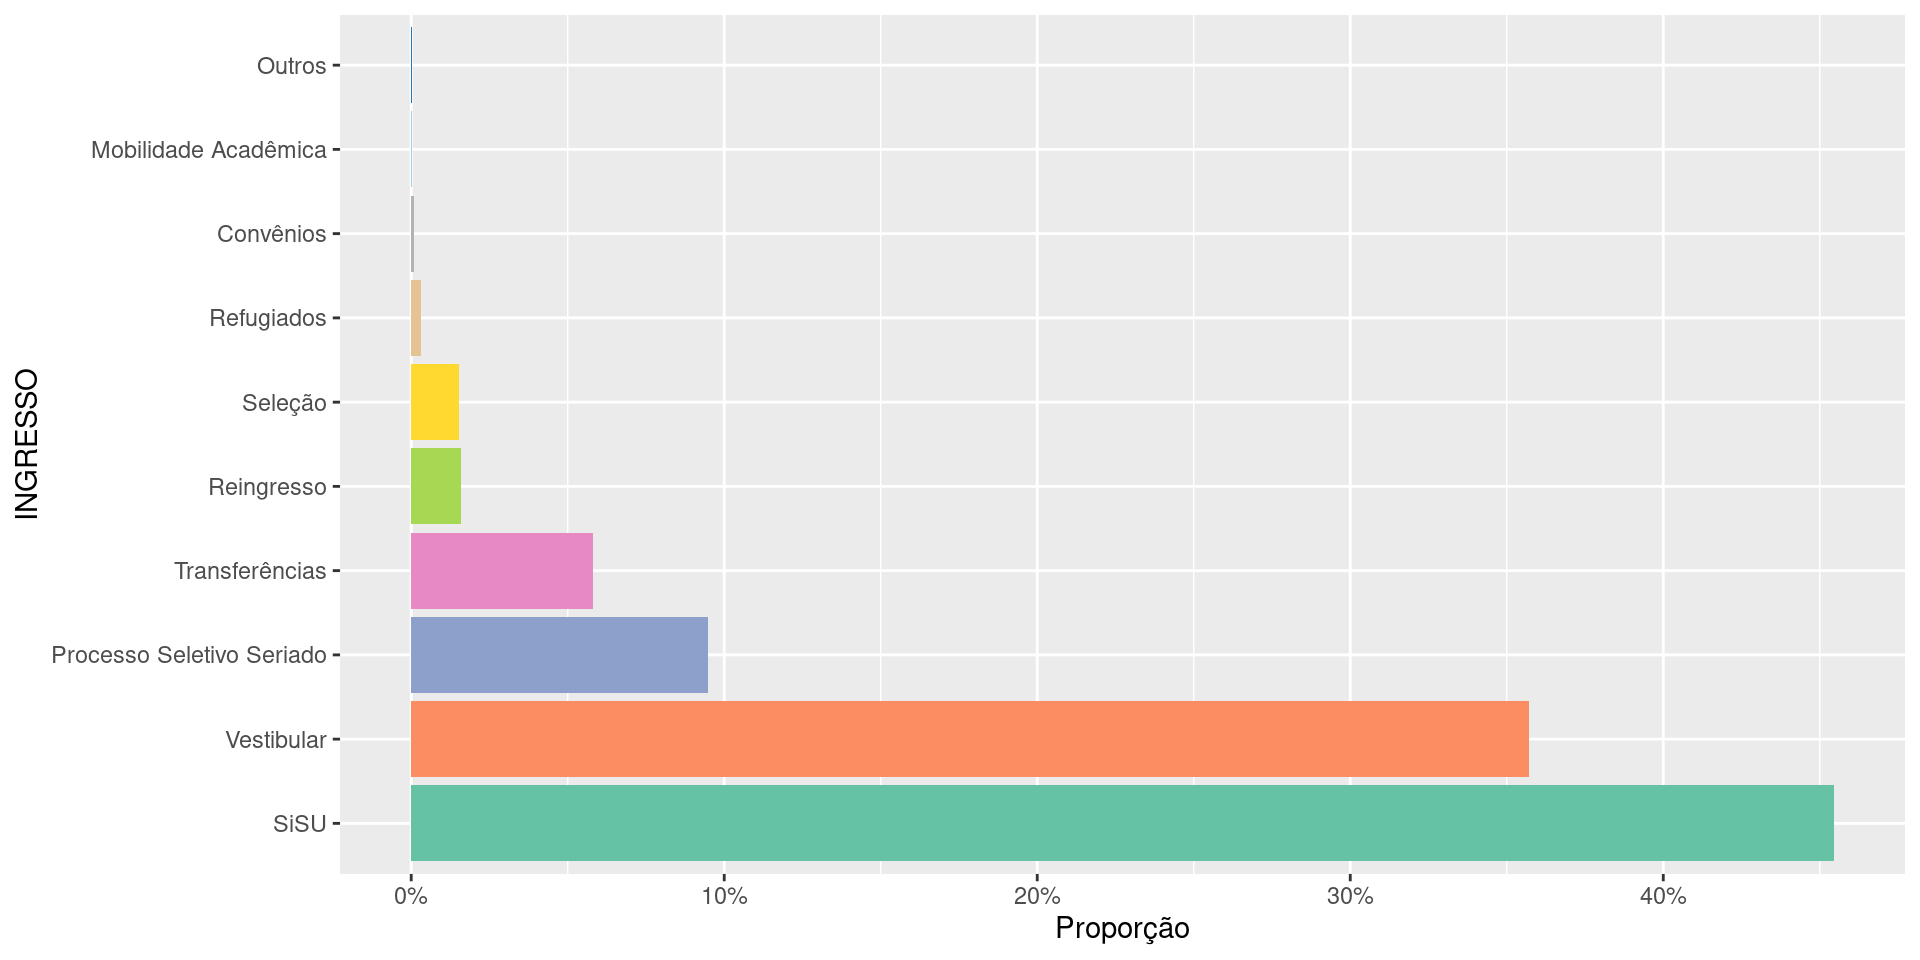 INGRESSO
Outros
Mobilidade Acadêmica
Convênios
Refugiados
Seleção
Reingresso
Transferências
Processo Seletivo Seriado
Vestibular
SiSU
0% 10% 20% 30% 40%
Proporção